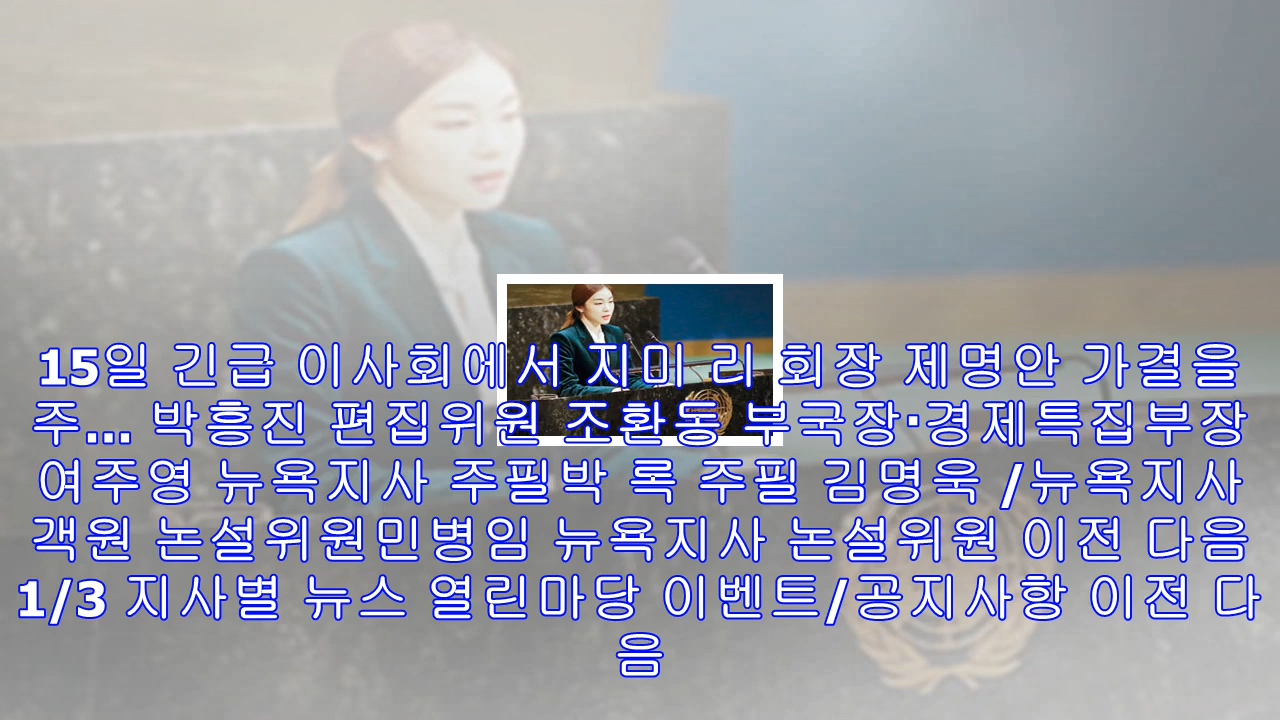 15일 긴급 이사회에서 지미 리 회장 제명안 가결을
주... 박흥진 편집위원 조환동 부국장·경제특집부장
여주영 뉴욕지사 주필박 록 주필 김명욱 /뉴욕지사
객원 논설위원민병임 뉴욕지사 논설위원 이전 다음
1/3 지사별 뉴스 열린마당 이벤트/공지사항 이전 다
음